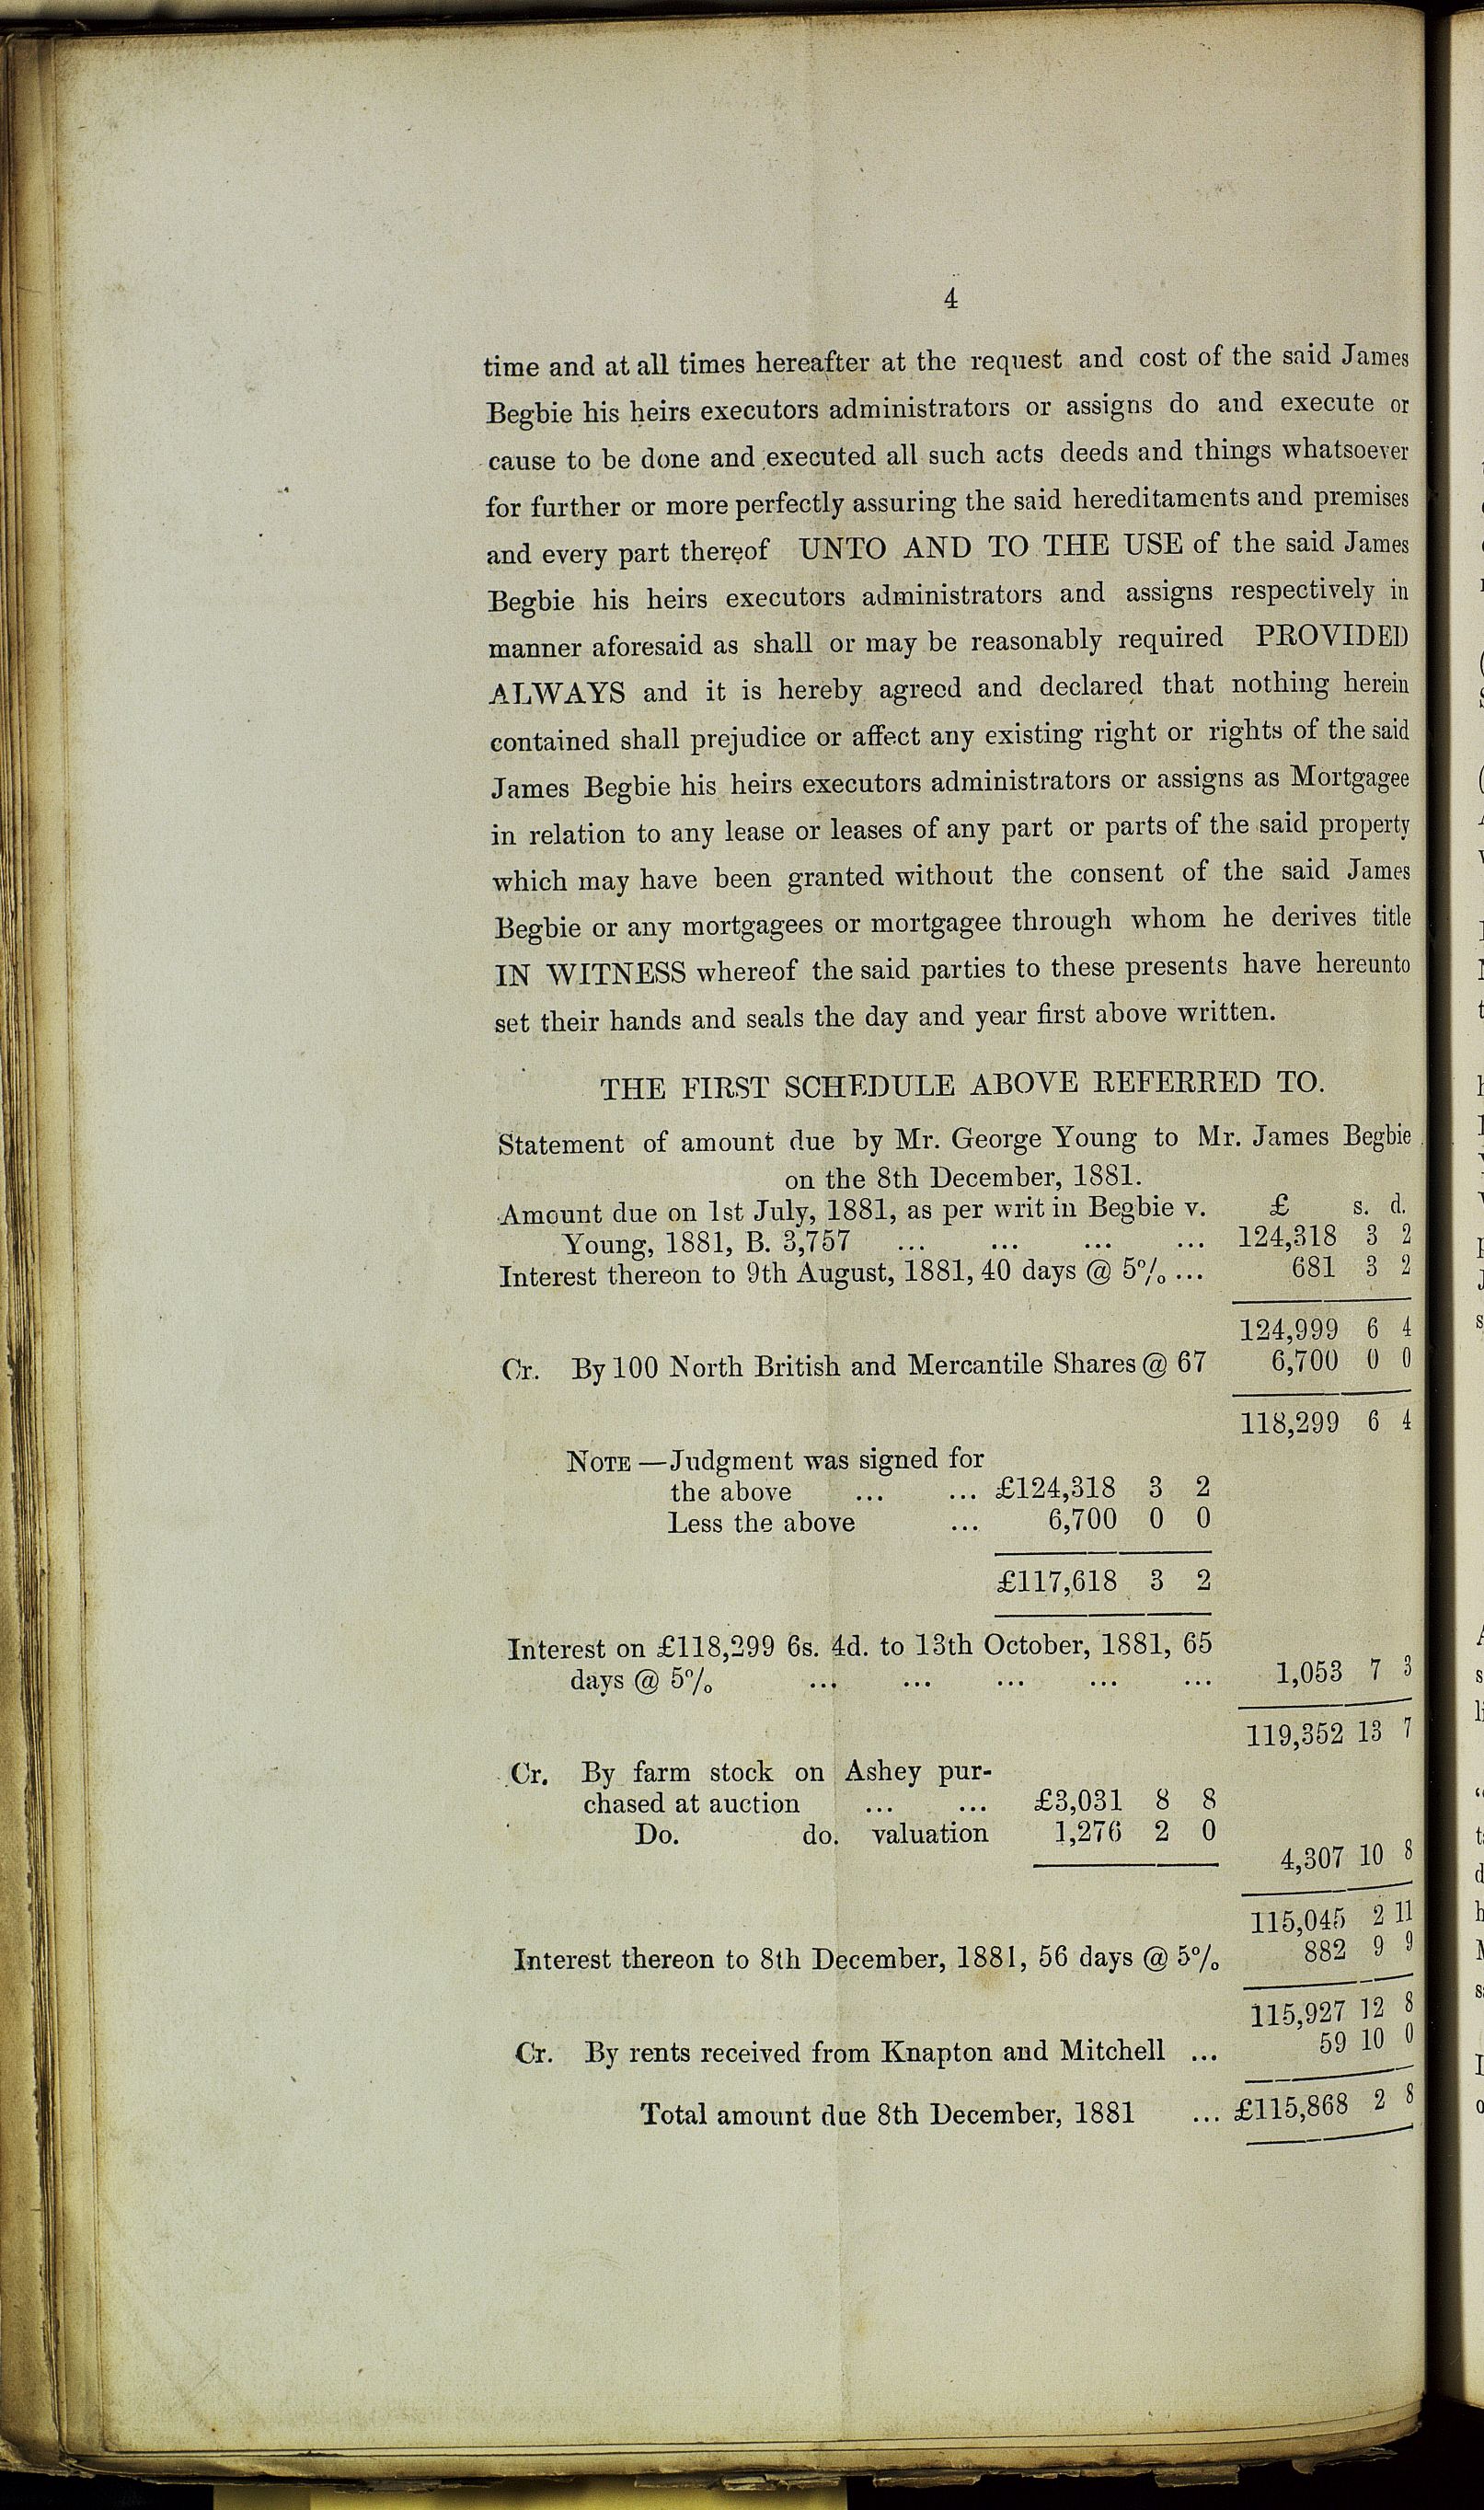 4
time and at all times hereafter at the request and cost of the said James
Begbie his heirs executors administrators or assigns do and execute or
cause to be done and executed all such acts deeds and things whatsoever
for further or more perfectly assuring the said hereditaments and premises
and every part thereof UNTO AND TO THE USE of the said James
Begbie his heirs executors administrators and assigns respectively in
manner aforesaid as shall or may be reasonably required PROVIDED
ALWAYS and it is hereby agreed and declared that nothing herein
contained shall prejudice or affect any existing right or rights of the said
James Begbie his heirs executors administrators or assigns as Mortgagee
in relation to any lease or leases of any part or parts of the said property
which may have been granted without the consent of the said James
Begbie or any mortgagees or mortgagee through whom he derives title
IN WITNESS whereof the said parties to these presents have hereunto
set their hands and seals the day and year first above written.
THE FIRST SCHEDULE ABOVE REFERRED TO.
Statement of amount due by Mr. George Young to Mr. James Begbie
on the 8th December, 1881.
Amount due on 1st July, 1881, as per writ in Begbie v. £ s. d.
Young, 1881, B. 3,757 ... ... ... ... 124,318 3 2
Interest thereon to 9th August, 1881, 40 days @ 5% ... 681 3 2
124,999 6 4
Cr. By 100 North British and Mercantile Shares @ 67 6,700 0 0
118,299 6 4
NOTE — Judgment was signed for
the above ... ... £124,318 3 2
Less the above ... 6,700 0 0
£117,618 3 2
Interest on £118,299 6s. 4d. to 13th October, 1881, 65
days @ 5% ... ... ... ... ... 1,053 7 3
119,352 13 7
Cr. By farm stock on Ashey pur-
chased at auction ... ... £3,031 8 8
Do. do. valuation 1,276 2 0
4,307 10 8
115,045 2 11
Interest thereon to 8th December, 1881, 56 days @ 5% 882 9 9
115,927 12 8
Cr. By rents received from Knapton and Mitchell ... 59 10 0
Total amount due 8th December, 1881 ... £115,868 2 8